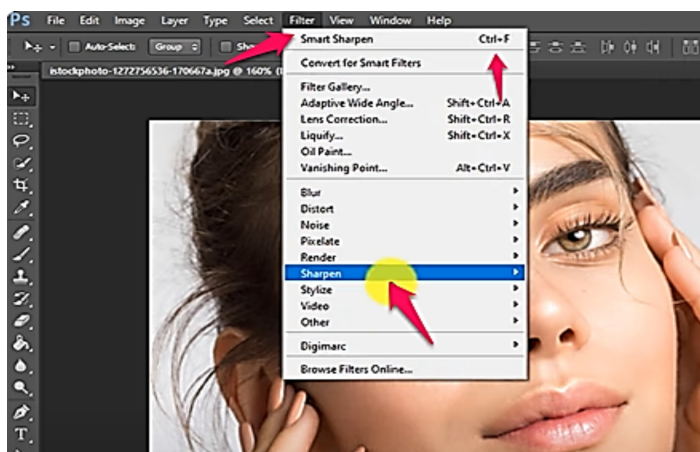 Ps File Edit Image Layer Type Select Filter View Window Help
Auto-Select: Group
istockphoto-1272756536-170667a.jpg @ 160%
Smart Sharpen Ctrl+F
Convert for Smart Filters
Filter Gallery...
Adaptive Wide Angle... Shift+Ctrl+A
Lens Correction... Shift+Ctrl+R
Liquify... Shift+Ctrl+X
Oil Paint...
Vanishing Point... Alt+Ctrl+V
Blur
Distort
Noise
Pixelate
Render
Sharpen
Stylize
Video
Other
Digimarc
Browse Filters Online...
T